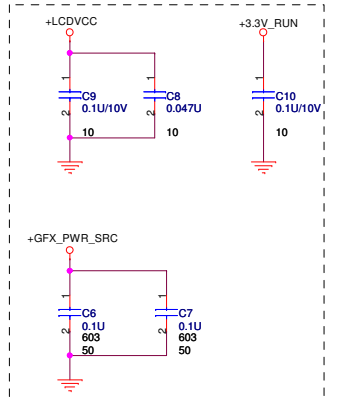 +LCDVCC
+3.3V_RUN
1
1
1
C9
C8
C10
0.1U/10V
0.047U
0.1U/10V
2
2
2
10
10
10
+GFX_PWR_SRC
1
1
C6
C7
0.1U
0.1U
2
2
603
603
50
50